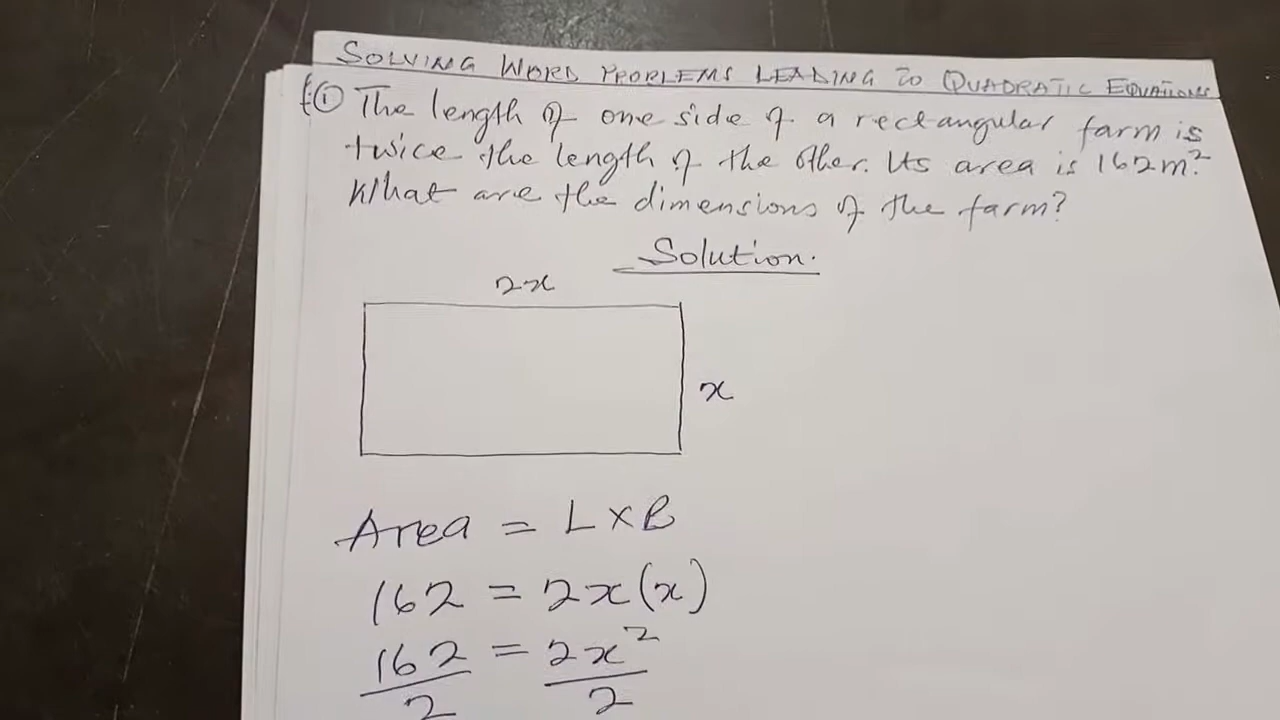 SOLVING WORD PROBLEMS LEADING TO QUADRATIC EQUATIONS
① The length of one side of a rectangular farm is
twice the length of the other. Its area is 162m².
What are the dimensions of the farm?
Solution.
2x
x
Area = L×B
162 = 2x(x)
162/2 = 2x²/2